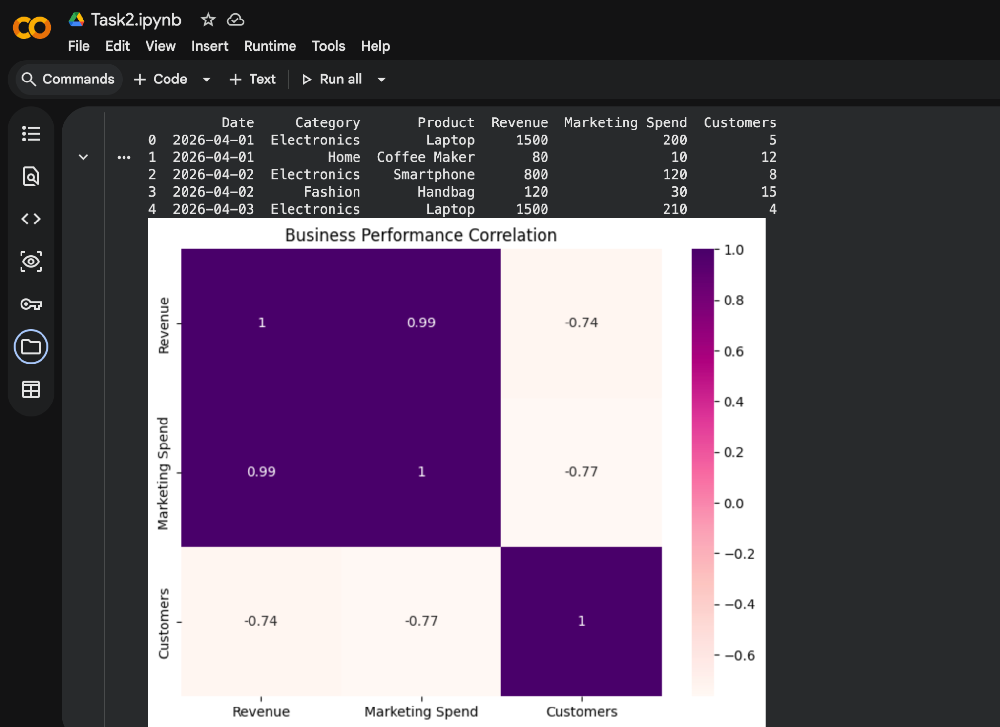 Task2.ipynb
File Edit View Insert Runtime Tools Help
Commands + Code + Text Run all
Date Category Product Revenue Marketing Spend Customers
0 2026-04-01 Electronics Laptop 1500 200 5
1 2026-04-01 Home Coffee Maker 80 10 12
2 2026-04-02 Electronics Smartphone 800 120 8
3 2026-04-02 Fashion Handbag 120 30 15
4 2026-04-03 Electronics Laptop 1500 210 4
Business Performance Correlation
Revenue
1 0.99 -0.74
Marketing Spend
0.99 1 -0.77
Customers
-0.74 -0.77 1
Revenue Marketing Spend Customers
1.0
0.8
0.6
0.4
0.2
0.0
−0.2
−0.4
−0.6